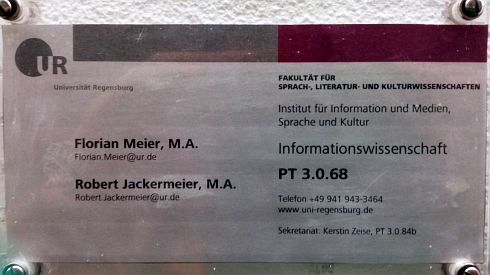 UR
Universität Regensburg
FAKULTÄT FÜR
SPRACH-, LITERATUR- UND KULTURWISSENSCHAFTEN
Institut für Information und Medien,
Sprache und Kultur
Informationswissenschaft
PT 3.0.68
Telefon +49 941 943-3464
www.uni-regensburg.de
Sekretariat: Kerstin Zeise, PT 3.0.84b
Florian Meier, M.A.
Florian.Meier@ur.de
Robert Jackermeier, M.A.
Robert.Jackermeier@ur.de